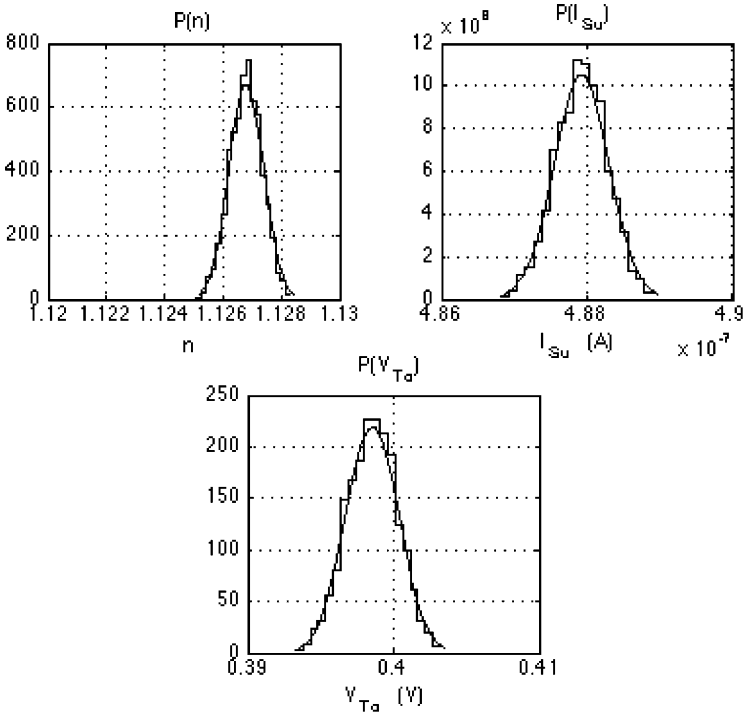 P(n)
800
600
400
200
0
1.12 1.122 1.124 1.126 1.128 1.13
n
P(I_Su)
× 10^8
12
10
8
6
4
2
0
4.86 4.88 4.9
I_Su (A) × 10^-7
P(V_To)
250
200
150
100
50
0
0.39 0.4 0.41
V_To (V)